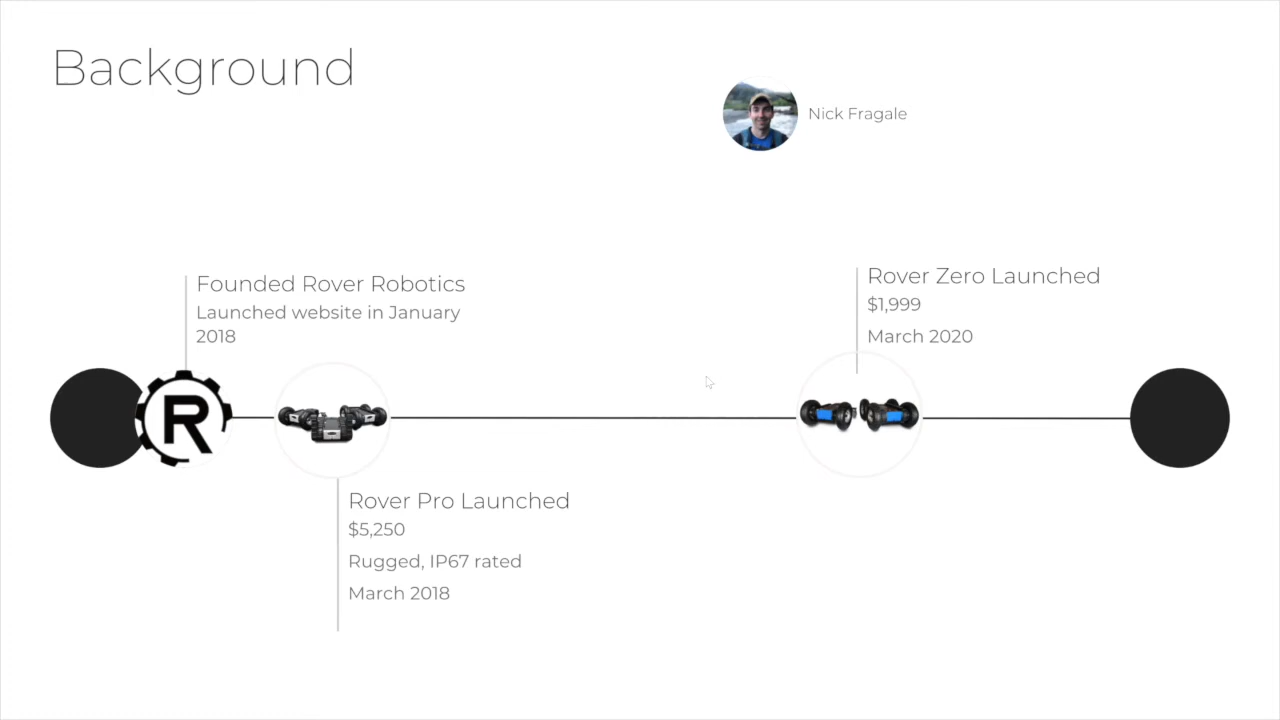 Background
Nick Fragale
Founded Rover Robotics
Launched website in January
2018
Rover Zero Launched
$1,999
March 2020
R
Rover Pro Launched
$5,250
Rugged, IP67 rated
March 2018